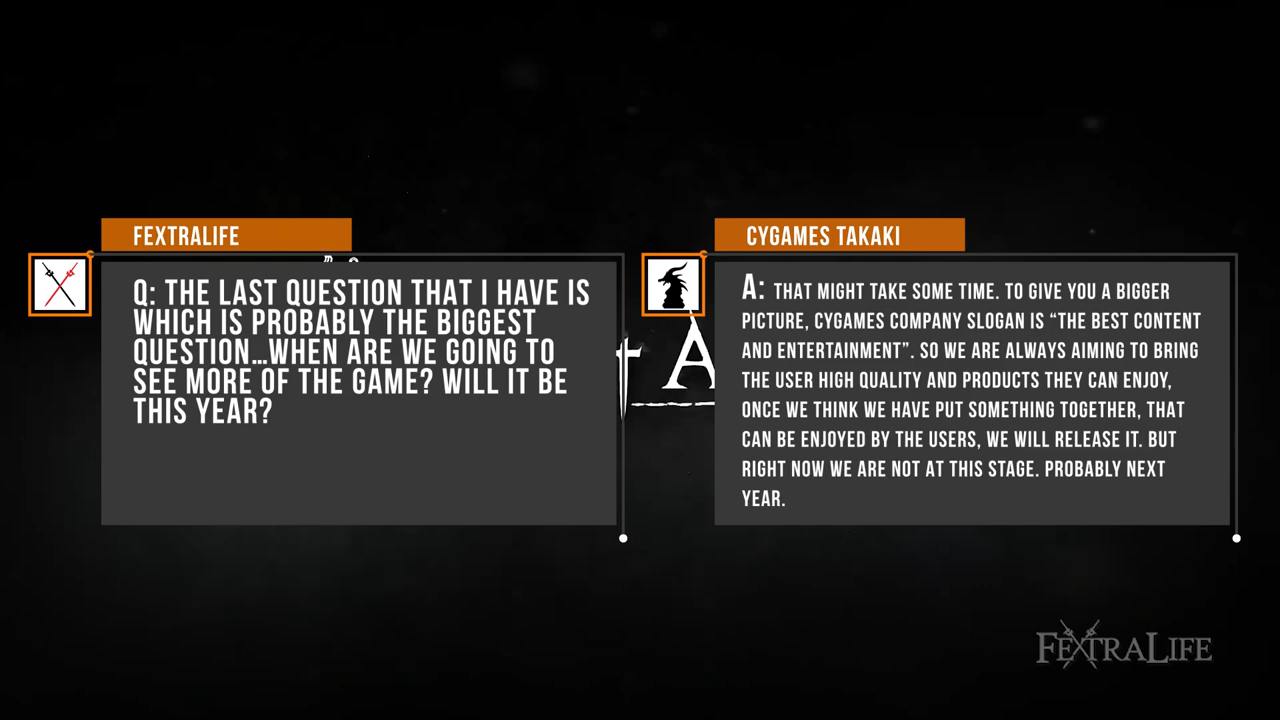 FEXTRALIFE
Q: THE LAST QUESTION THAT I HAVE IS
WHICH IS PROBABLY THE BIGGEST
QUESTION...WHEN ARE WE GOING TO
SEE MORE OF THE GAME? WILL IT BE
THIS YEAR?
CYGAMES TAKAKI
A: THAT MIGHT TAKE SOME TIME. TO GIVE YOU A BIGGER
PICTURE, CYGAMES COMPANY SLOGAN IS “THE BEST CONTENT
AND ENTERTAINMENT”. SO WE ARE ALWAYS AIMING TO BRING
THE USER HIGH QUALITY AND PRODUCTS THEY CAN ENJOY,
ONCE WE THINK WE HAVE PUT SOMETHING TOGETHER, THAT
CAN BE ENJOYED BY THE USERS, WE WILL RELEASE IT. BUT
RIGHT NOW WE ARE NOT AT THIS STAGE. PROBABLY NEXT
YEAR.
FEXTRALIFE